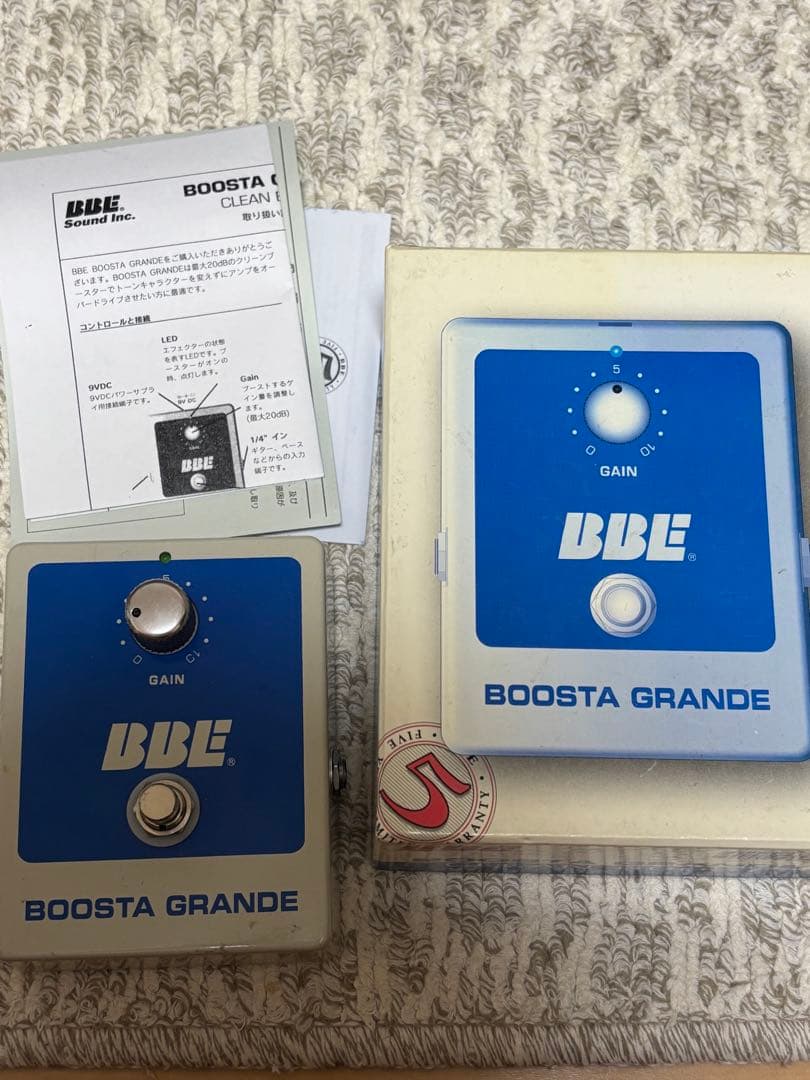 BBE®
Sound Inc.
BOOSTA
CLEAN
取り扱い
BBE BOOSTA GRANDEをご購入いただきありがとうご
ざいます。BOOSTA GRANDEは最大20dBのクリーンブ
ースターでトーンキャラクターを変えずにアンプをオー
バードライブさせたい方に最適です。
コントロールと接続
LED
エフェクターの状態
を表すLEDです。ブ
ースターがオンの
時、点灯します。
9VDC
9VDCパワーサプラ
イ用接続端子です。
Gain
ブーストするゲ
イン量を調整し
ます。
(最大20dB)
1/4" イン
ギター、ベース
などからの入力
端子です。
9V DC
BBE
及び
5
0
10
GAIN
BBE®
BOOSTA GRANDE
5
0
10
GAIN
BBE®
BOOSTA GRANDE
FIVE
5